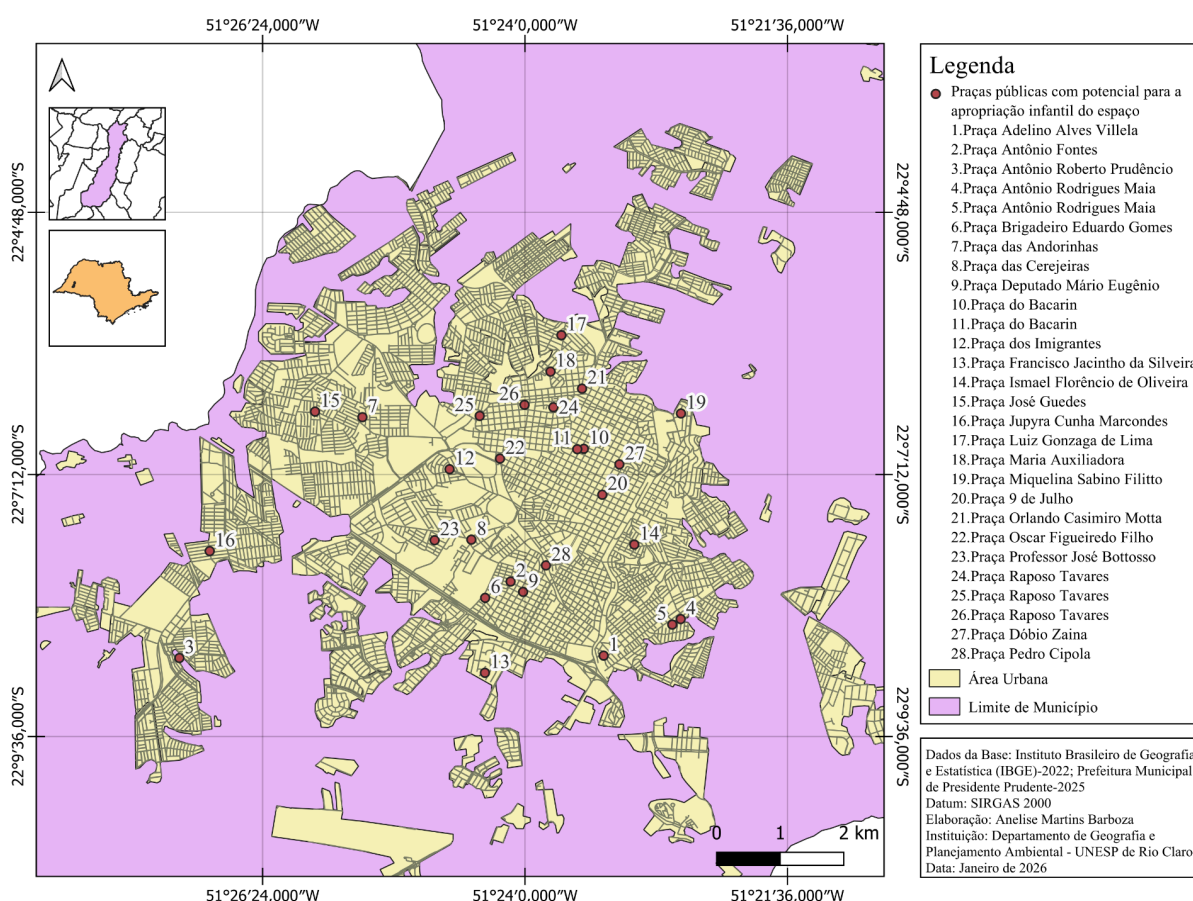 51°26′24,000″W
51°24′0,000″W
51°21′36,000″W
22°4′48,000″S
22°4′48,000″S
22°7′12,000″S
22°7′12,000″S
22°9′36,000″S
22°9′36,000″S
17
18
21
26
24
25
15
7
19
11
10
22
12
27
20
23
8
14
16
28
2
9
6
5
4
3
1
13
0
1
2 km
51°26′24,000″W
51°24′0,000″W
51°21′36,000″W
Legenda
Praças públicas com potencial para a
apropriação infantil do espaço
1.Praça Adelino Alves Villela
2.Praça Antônio Fontes
3.Praça Antônio Roberto Prudêncio
4.Praça Antônio Rodrigues Maia
5.Praça Antônio Rodrigues Maia
6.Praça Brigadeiro Eduardo Gomes
7.Praça das Andorinhas
8.Praça das Cerejeiras
9.Praça Deputado Mário Eugênio
10.Praça do Bacarin
11.Praça do Bacarin
12.Praça dos Imigrantes
13.Praça Francisco Jacintho da Silveira
14.Praça Ismael Florêncio de Oliveira
15.Praça José Guedes
16.Praça Jupyra Cunha Marcondes
17.Praça Luiz Gonzaga de Lima
18.Praça Maria Auxiliadora
19.Praça Miquelina Sabino Filitto
20.Praça 9 de Julho
21.Praça Orlando Casimiro Motta
22.Praça Oscar Figueiredo Filho
23.Praça Professor José Bottosso
24.Praça Raposo Tavares
25.Praça Raposo Tavares
26.Praça Raposo Tavares
27.Praça Dóbio Zaina
28.Praça Pedro Cipola
Área Urbana
Limite de Município
Dados da Base: Instituto Brasileiro de Geografia
e Estatística (IBGE)-2022; Prefeitura Municipal
de Presidente Prudente-2025
Datum: SIRGAS 2000
Elaboração: Anelise Martins Barboza
Instituição: Departamento de Geografia e
Planejamento Ambiental - UNESP de Rio Claro
Data: Janeiro de 2026